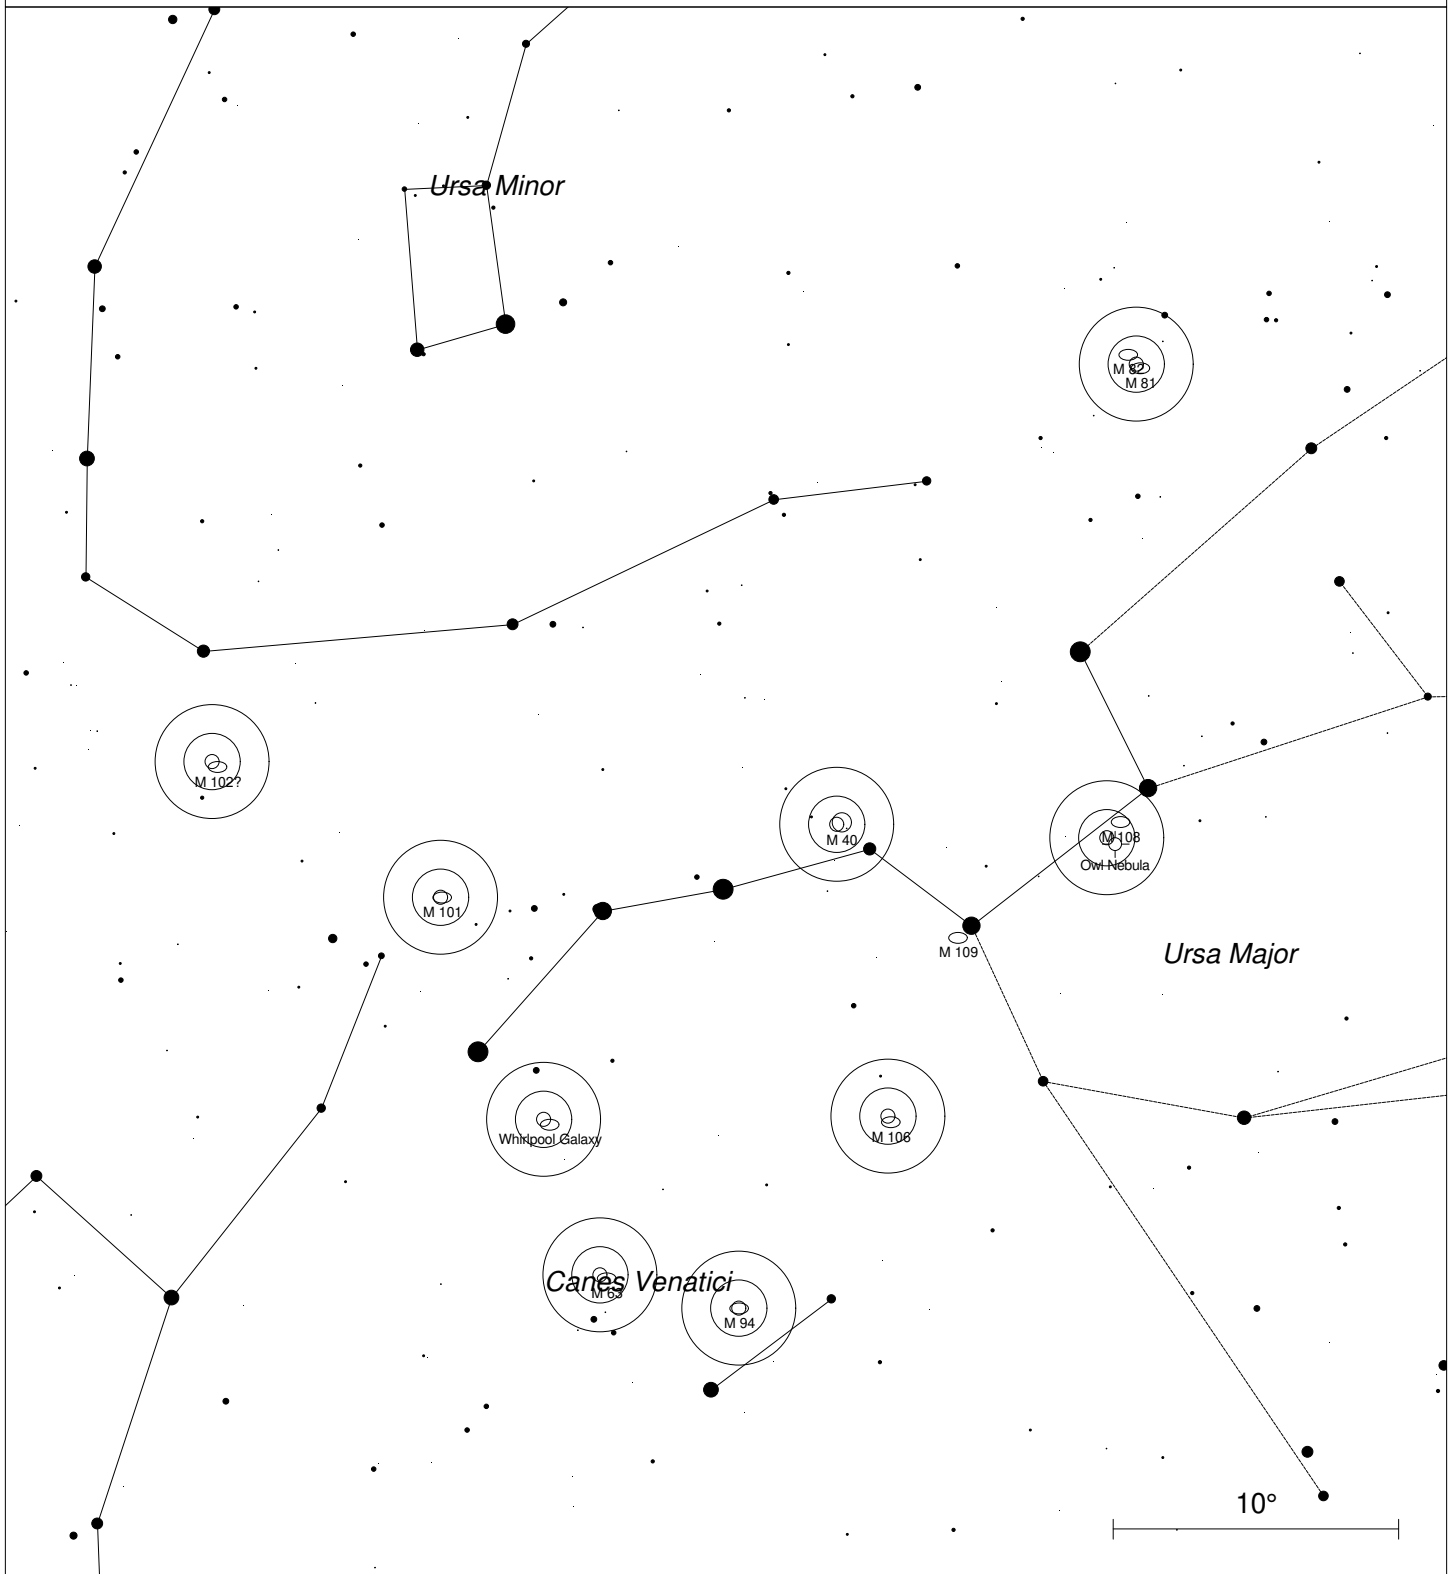 Ursa Minor
M 82
M 81
M 102?
M 40
M 108
Owl Nebula
M 101
M 109
Ursa Major
Whirlpool Galaxy
M 106
Canes Venatici
M 63
M 94
10°